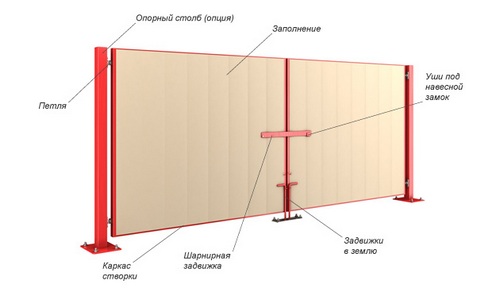 Опорный столб (опция)
Заполнение
Петля
Уши под
навесной
замок
Каркас
створки
Шарнирная
задвижка
Задвижки
в землю